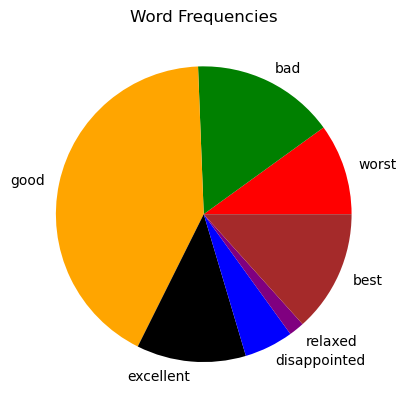 Word Frequencies
bad
worst
good
best
relaxed
disappointed
excellent